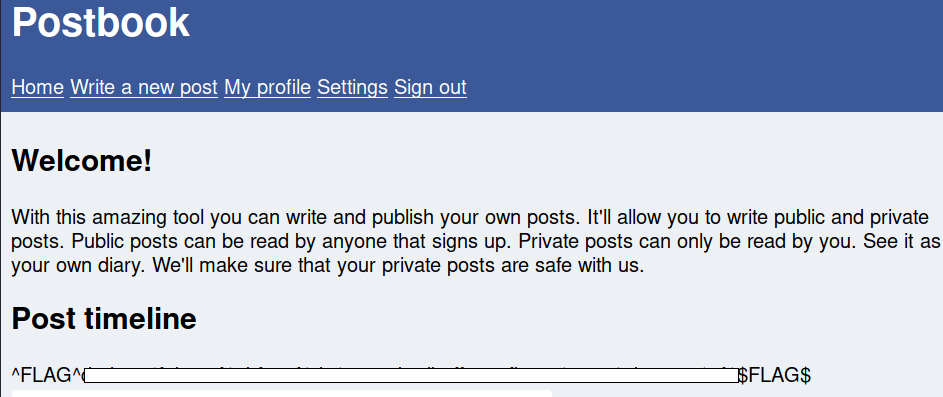 Postbook
Home Write a new post My profile Settings Sign out
Welcome!
With this amazing tool you can write and publish your own posts. It'll allow you to write public and private
posts. Public posts can be read by anyone that signs up. Private posts can only be read by you. See it as
your own diary. We'll make sure that your private posts are safe with us.
Post timeline
^FLAG^ $FLAG$